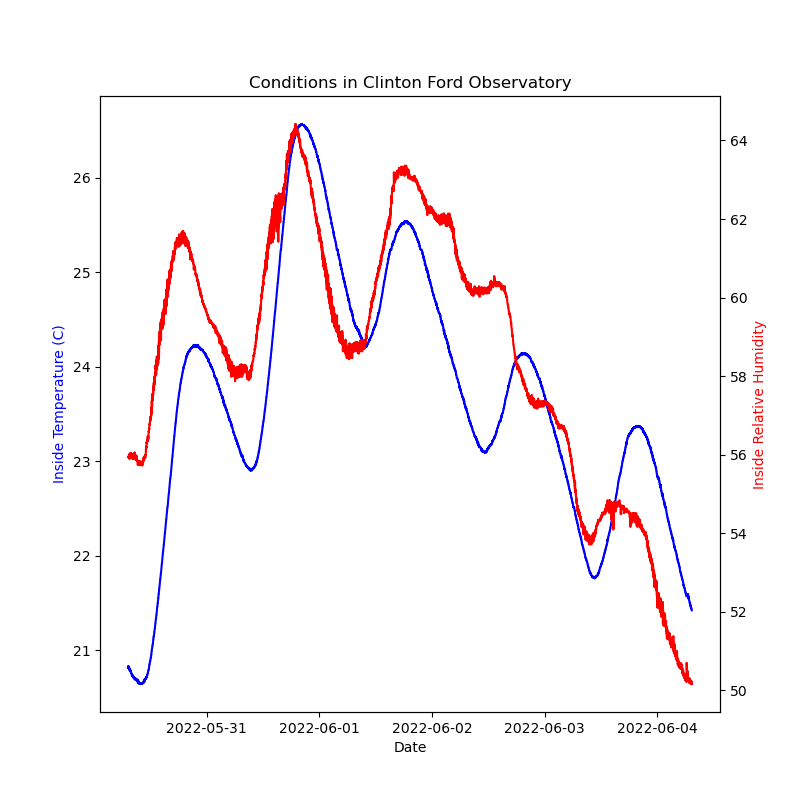 Conditions in Clinton Ford Observatory
Inside Temperature (C)
26
25
24
23
22
21
64
62
60
58
56
54
52
50
Inside Relative Humidity
2022-05-31 2022-06-01 2022-06-02 2022-06-03 2022-06-04
Date